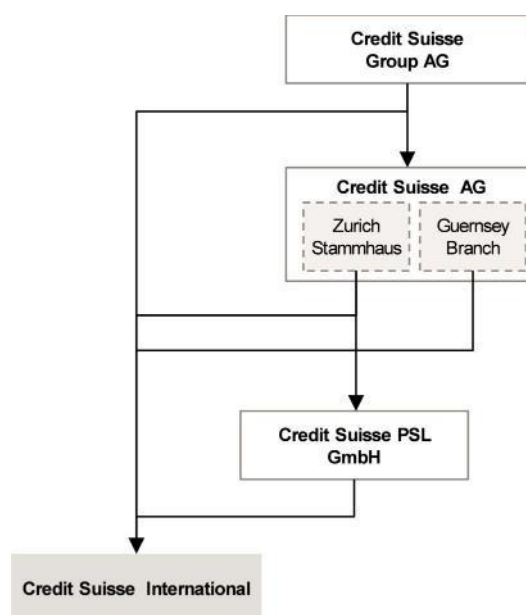 Credit Suisse
Group AG
Credit Suisse AG
Zurich
Stammhaus
Guernsey
Branch
Credit Suisse PSL
GmbH
Credit Suisse International